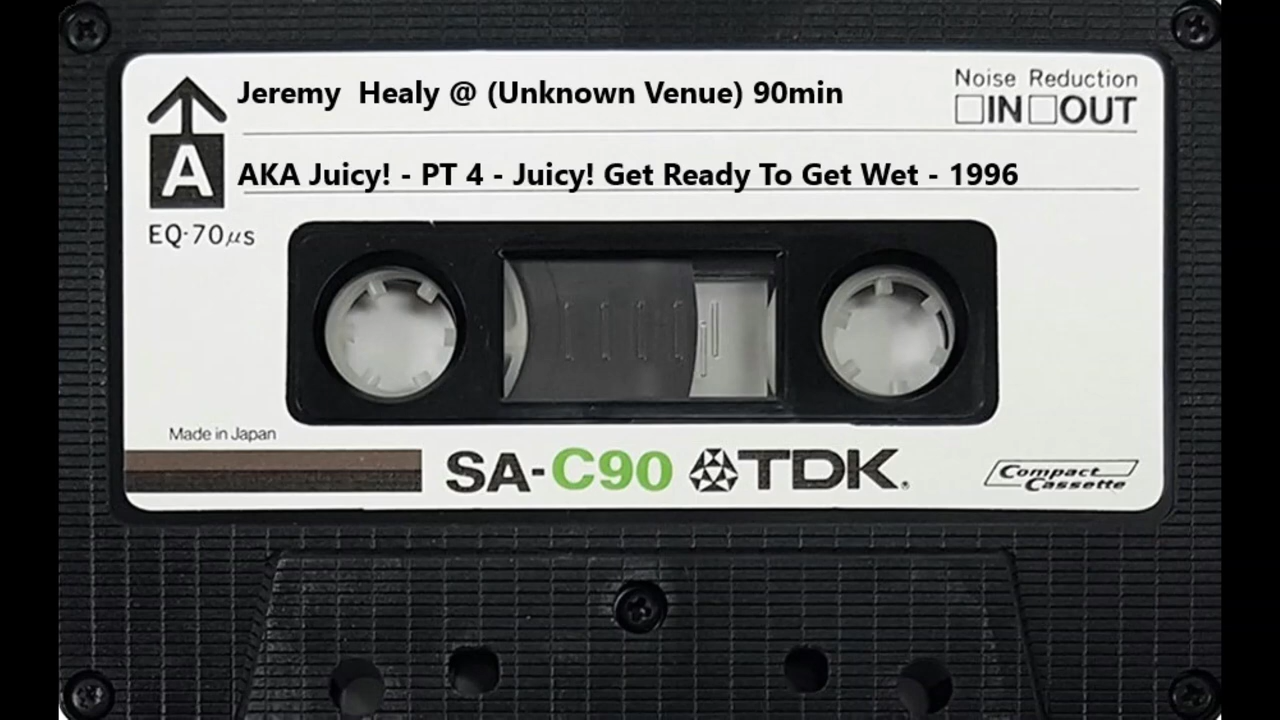 Jeremy  Healy @ (Unknown Venue) 90min
Noise Reduction
□IN □OUT
A
AKA Juicy! - PT 4 - Juicy! Get Ready To Get Wet - 1996
EQ·70μs
Made in Japan
SA-C90 TDK.
Compact
Cassette